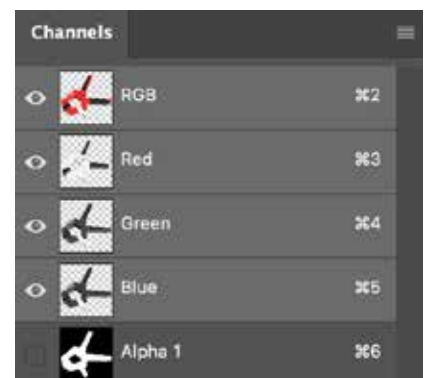 Channels
RGB ⌘2
Red ⌘3
Green ⌘4
Blue ⌘5
Alpha 1 ⌘6